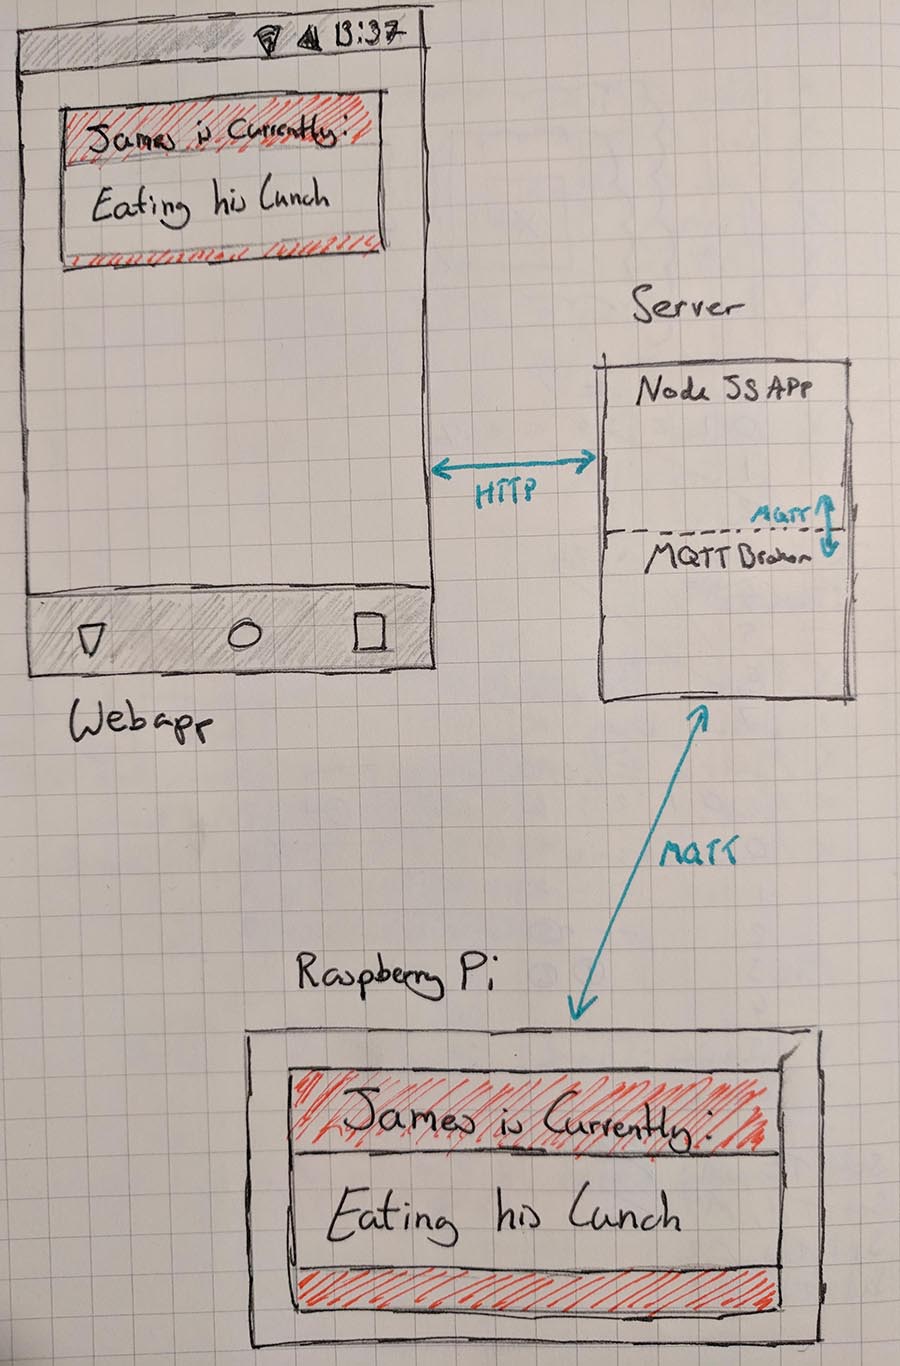 13:37
James is Currently:
Eating his Lunch
Server
Node JS APP
HTTP
MQTT
MQTT Broker
Webapp
MQTT
Raspberry Pi
James is Currently:
Eating his Lunch